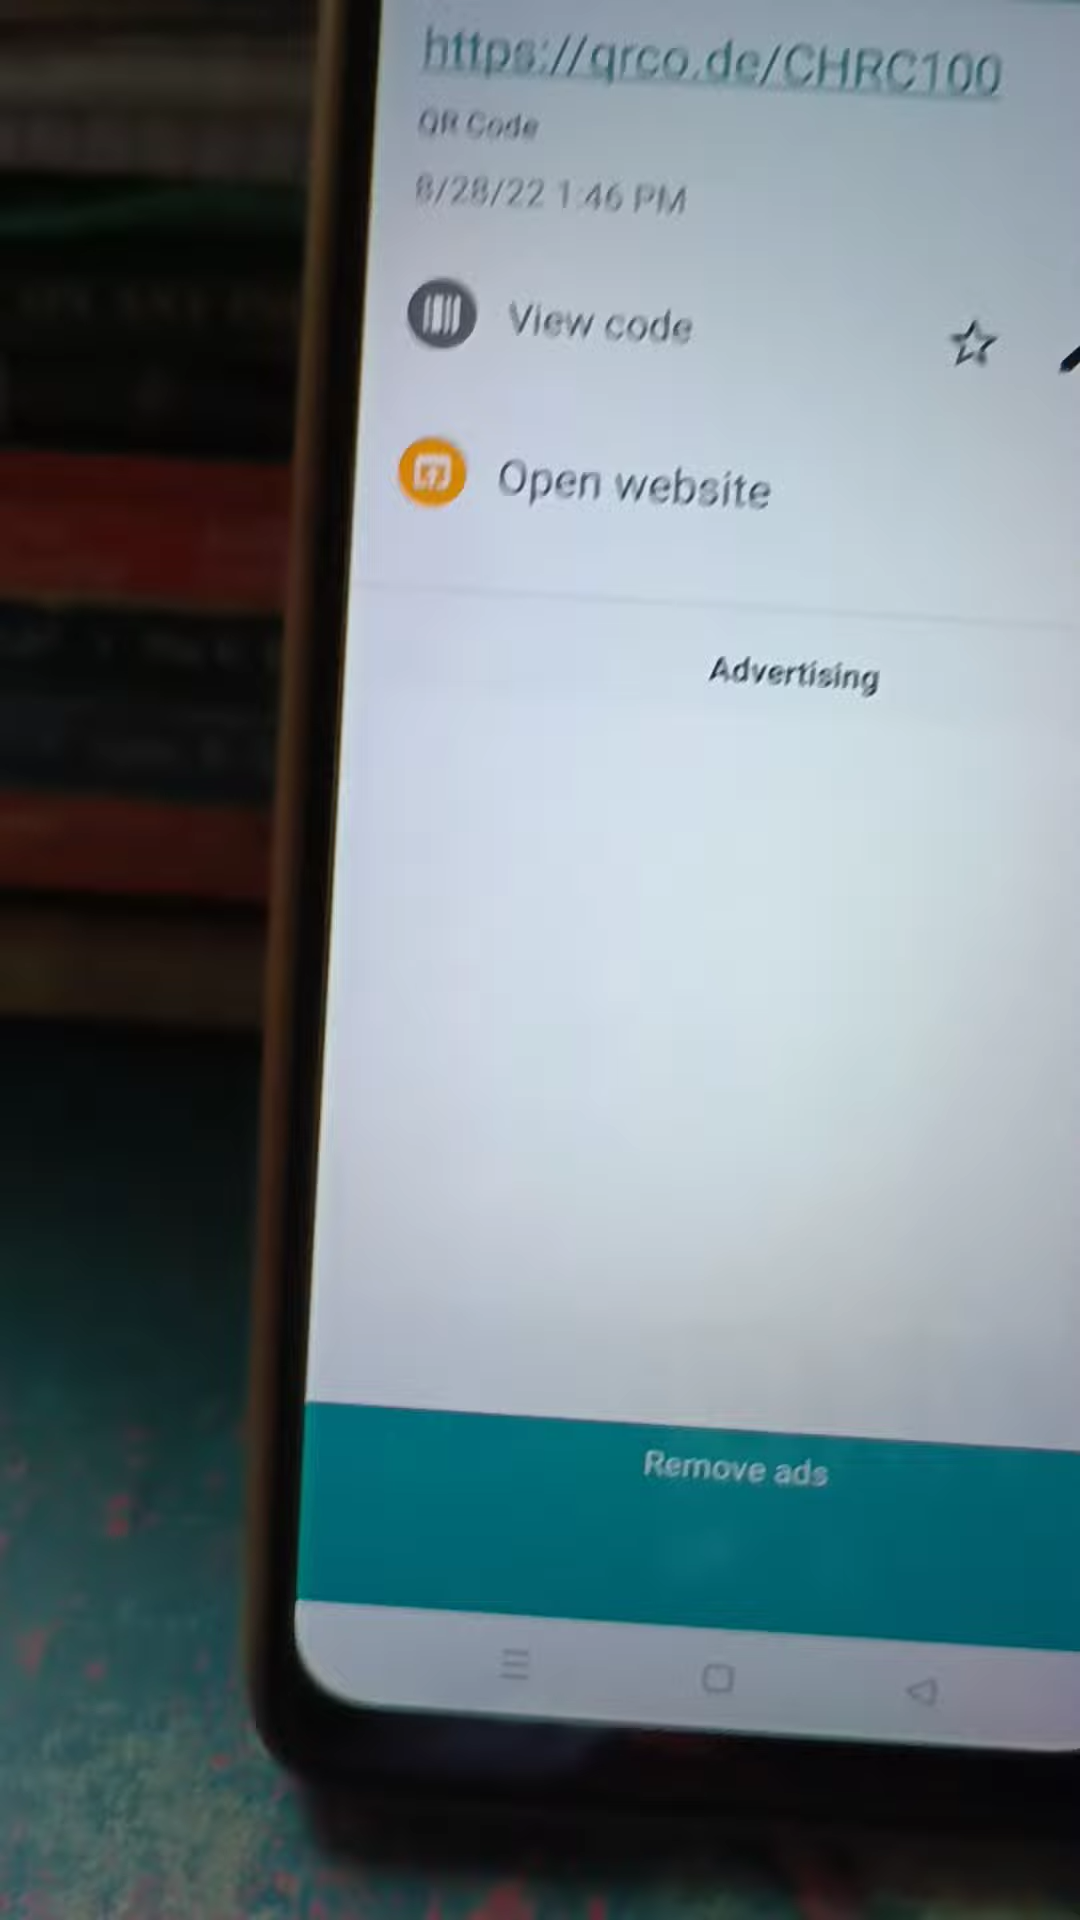 https://qrco.de/CHRC100
QR Code
8/28/22 1:46 PM
View code
Open website
Advertising
Remove ads